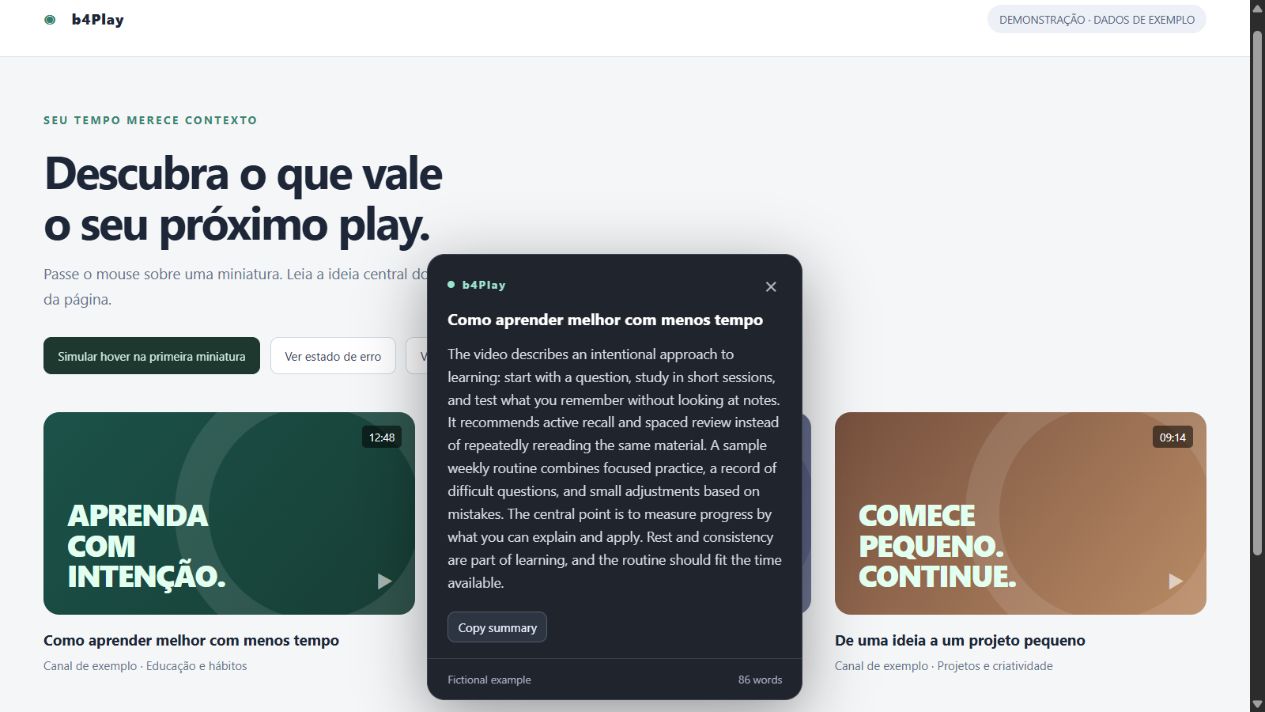 b4Play
DEMONSTRAÇÃO · DADOS DE EXEMPLO
SEU TEMPO MERECE CONTEXTO
Descubra o que vale
o seu próximo play.
Passe o mouse sobre uma miniatura. Leia a ideia central
da página.
Simular hover na primeira miniatura
Ver estado de erro
b4Play
×
Como aprender melhor com menos tempo
The video describes an intentional approach to
learning: start with a question, study in short sessions,
and test what you remember without looking at notes.
It recommends active recall and spaced review instead
of repeatedly rereading the same material. A sample
weekly routine combines focused practice, a record of
difficult questions, and small adjustments based on
mistakes. The central point is to measure progress by
what you can explain and apply. Rest and consistency
are part of learning, and the routine should fit the time
available.
Copy summary
Fictional example
86 words
12:48
APRENDA
COM
INTENÇÃO.
Como aprender melhor com menos tempo
Canal de exemplo · Educação e hábitos
09:14
COMECE
PEQUENO.
CONTINUE.
De uma ideia a um projeto pequeno
Canal de exemplo · Projetos e criatividade